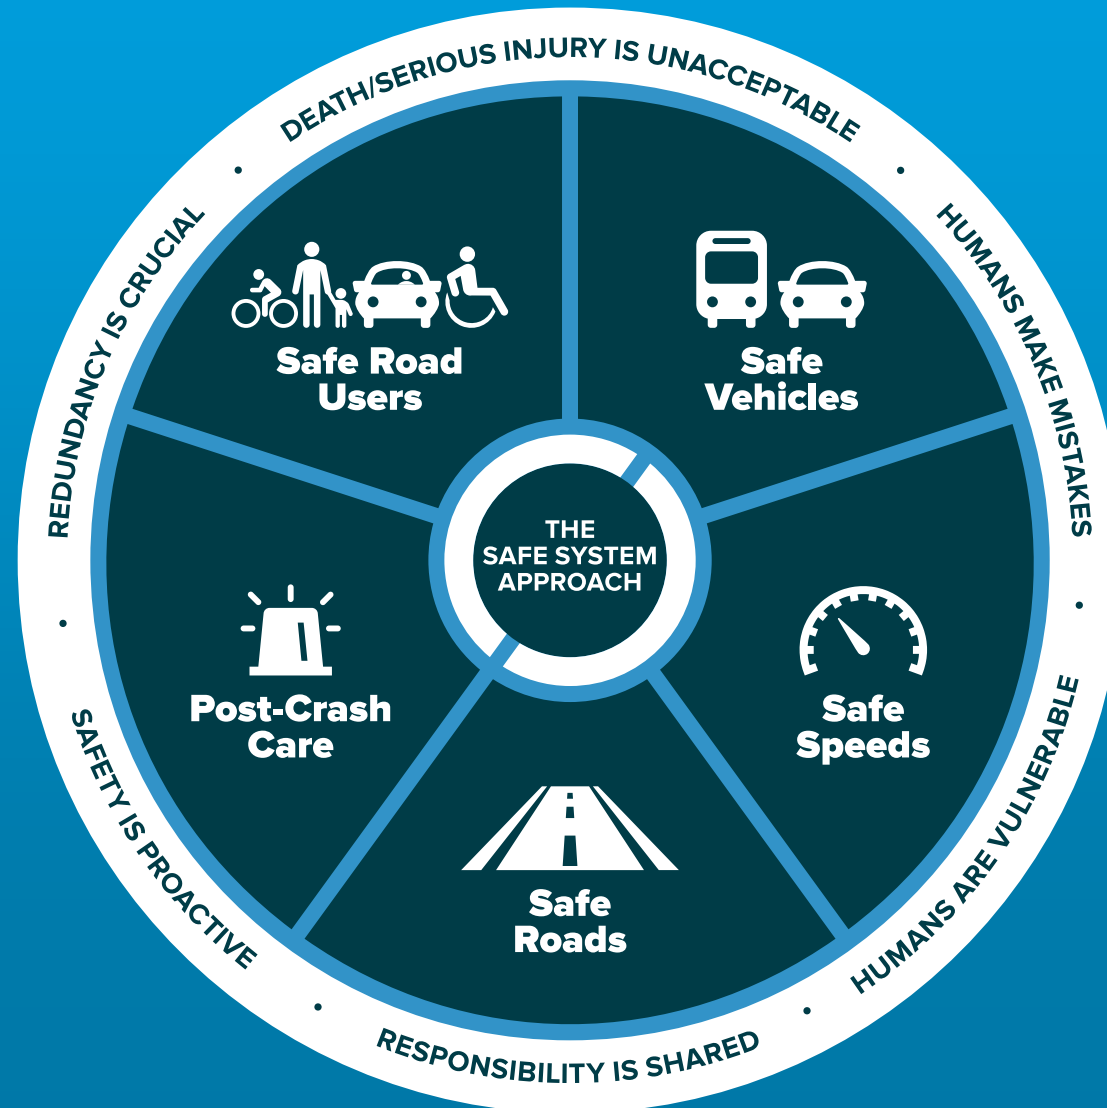 DEATH/SERIOUS INJURY IS UNACCEPTABLE
HUMANS MAKE MISTAKES
HUMANS ARE VULNERABLE
RESPONSIBILITY IS SHARED
SAFETY IS PROACTIVE
REDUNDANCY IS CRUCIAL
Safe Road
Users
Safe
Vehicles
Safe
Speeds
Safe
Roads
Post-Crash
Care
THE
SAFE SYSTEM
APPROACH